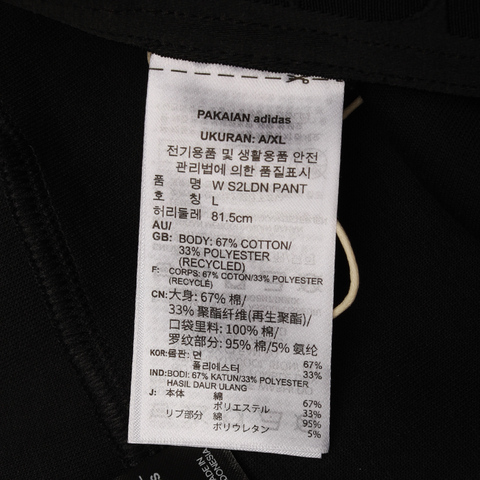 PAKAIAN adidas
UKURAN: A/XL
전기용품 및 생활용품 안전
관리법에 의한 품질표시
품 명 W S2LDN PANT
호 칭 L
허리둘레 81.5cm
AU/
GB: BODY: 67% COTTON/
33% POLYESTER
(RECYCLED)
F: CORPS: 67% COTON/33% POLYESTER
(RECYCLÉ)
CN: 大身: 67% 棉/
33% 聚酯纤维(再生聚酯)/
口袋里料: 100% 棉/
罗纹部分: 95% 棉/5% 氨纶
KOR: 몸판: 면 67%
폴리에스터 33%
IND: BODI: 67% KATUN/33% POLYESTER
HASIL DAUR ULANG
J: 本体 綿 67%
ポリエステル 33%
リブ部分 綿 95%
ポリウレタン 5%